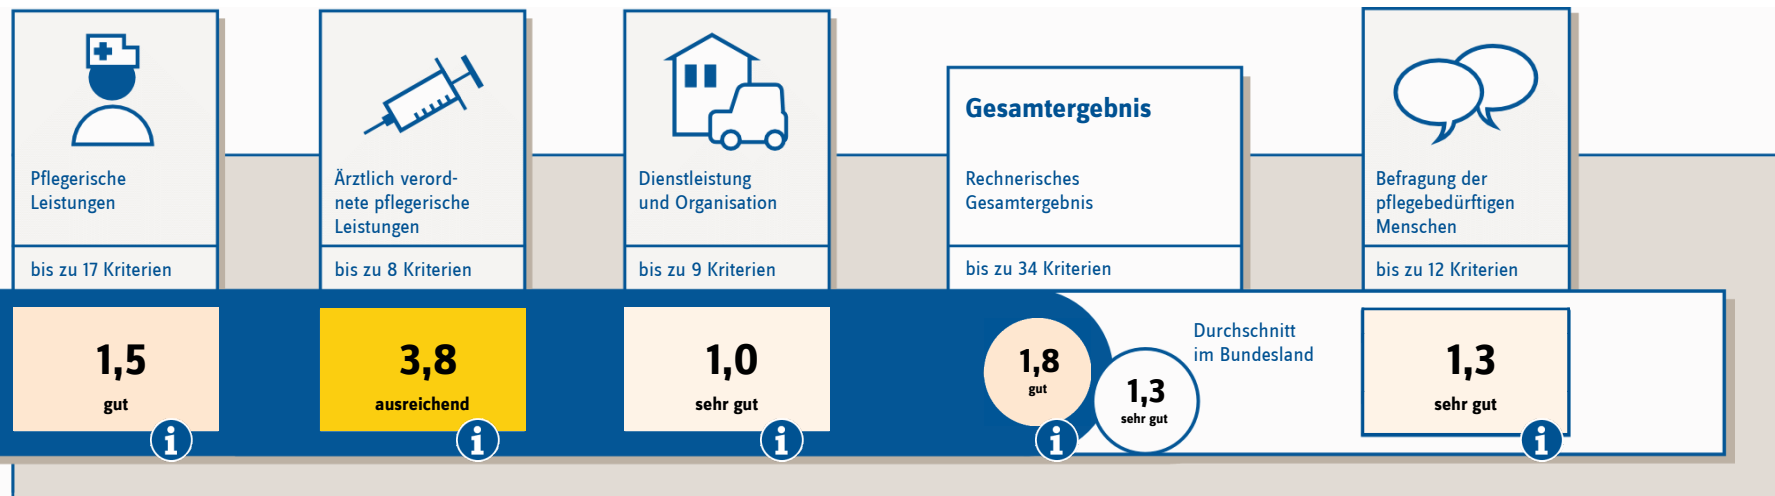 Pflegerische
Leistungen
bis zu 17 Kriterien
1,5
gut
i
Ärztlich verord-
nete pflegerische
Leistungen
bis zu 8 Kriterien
3,8
ausreichend
i
Dienstleistung
und Organisation
bis zu 9 Kriterien
1,0
sehr gut
i
Gesamtergebnis
Rechnerisches
Gesamtergebnis
bis zu 34 Kriterien
1,8
gut
i
Durchschnitt
im Bundesland
1,3
sehr gut
Befragung der
pflegebedürftigen
Menschen
bis zu 12 Kriterien
1,3
sehr gut
i